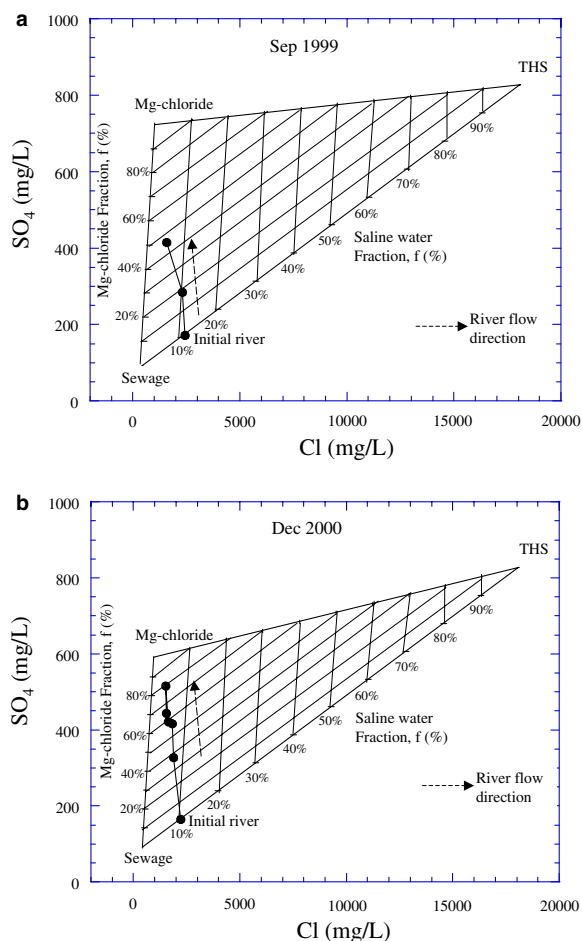 a
Sep 1999
THS
Mg-chloride
SO4 (mg/L)
Mg-chloride Fraction, f (%)
1000
800
600
400
200
0
80%
60%
40%
20%
90%
80%
70%
60%
50%
40%
30%
20%
10%
Saline water
Fraction, f (%)
River flow
direction
Initial river
Sewage
0
5000
10000
15000
20000
Cl (mg/L)
b
Dec 2000
THS
Mg-chloride
SO4 (mg/L)
Mg-chloride Fraction, f (%)
1000
800
600
400
200
0
80%
60%
40%
20%
90%
80%
70%
60%
50%
40%
30%
20%
10%
Saline water
Fraction, f (%)
River flow
direction
Initial river
Sewage
0
5000
10000
15000
20000
Cl (mg/L)